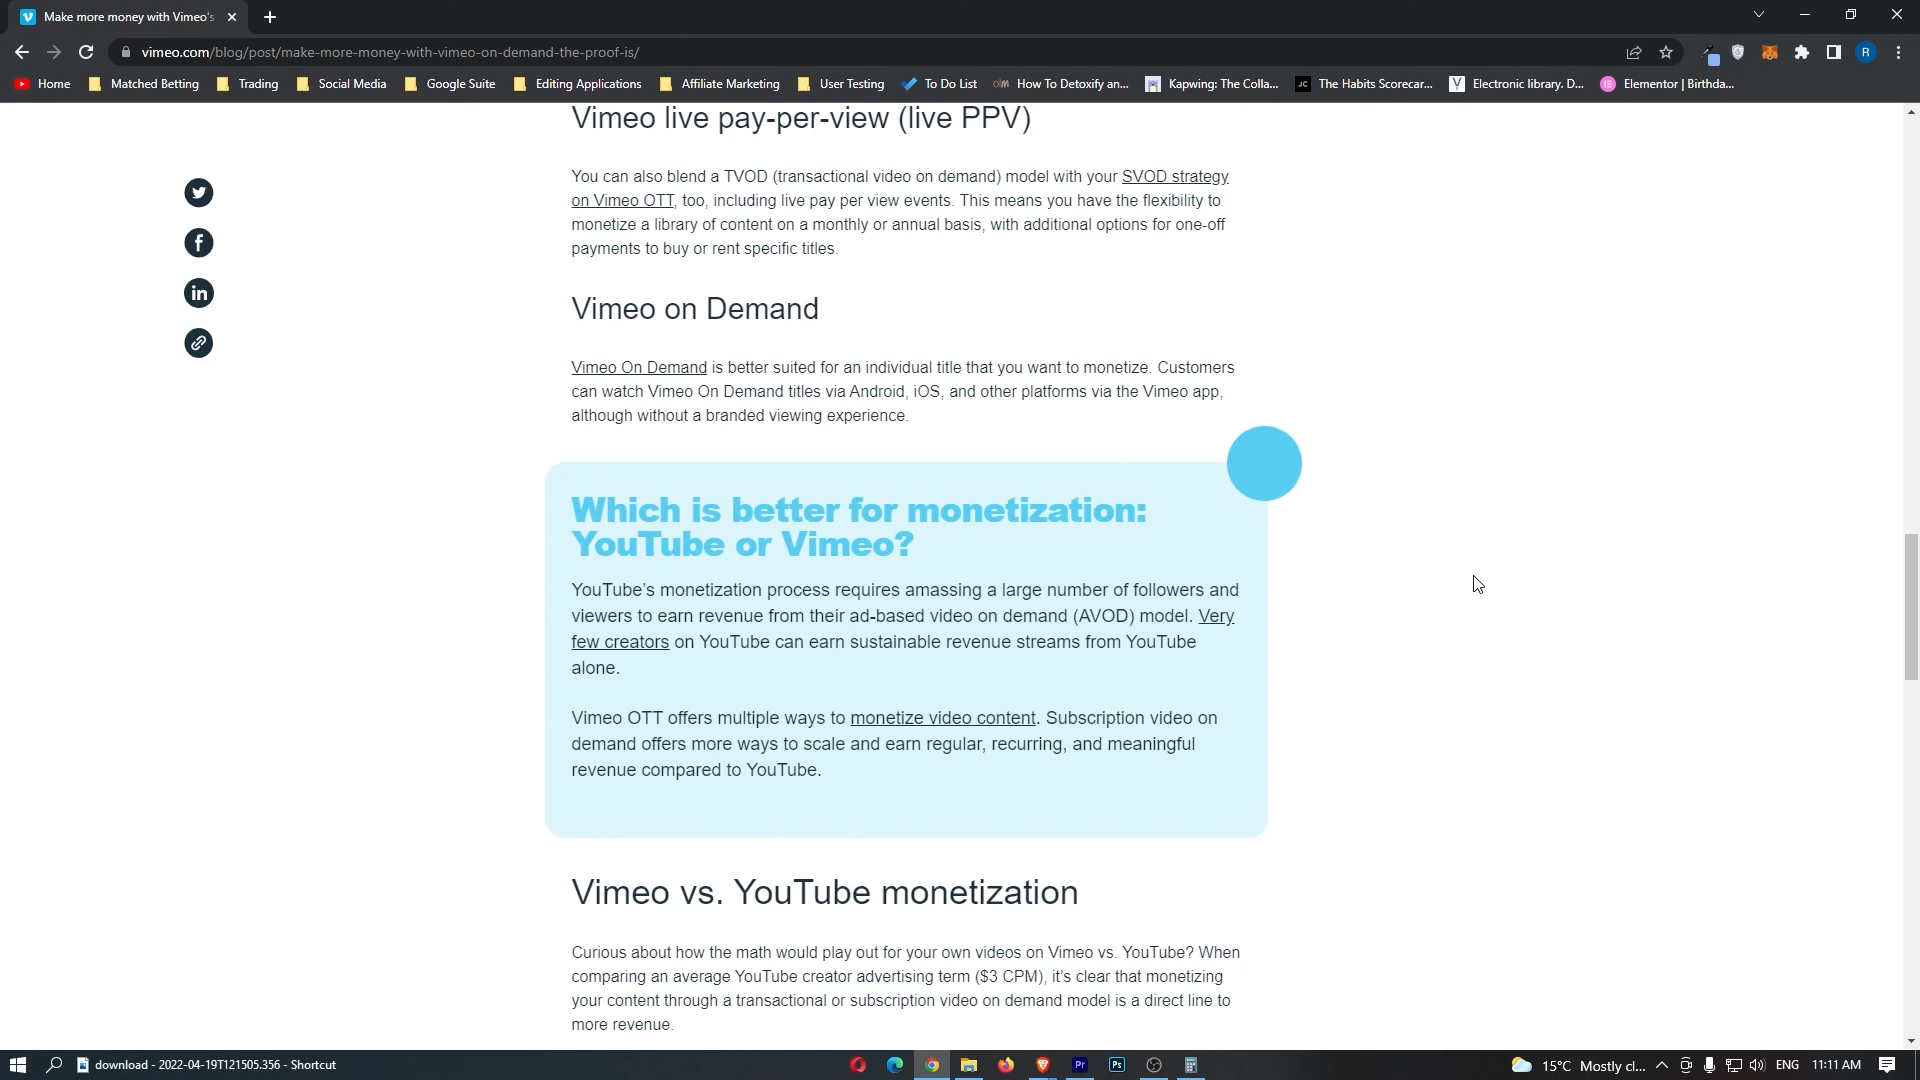 Make more money with Vimeo's
vimeo.com/blog/post/make-more-money-with-vimeo-on-demand-the-proof-is/
R
Home Matched Betting Trading Social Media Google Suite Editing Applications Affiliate Marketing User Testing To Do List How To Detoxify an... Kapwing: The Colla... The Habits Scorecar... Electronic library. D... Elementor | Birthda...
Vimeo live pay-per-view (live PPV)
You can also blend a TVOD (transactional video on demand) model with your SVOD strategy
on Vimeo OTT, too, including live pay per view events. This means you have the flexibility to
monetize a library of content on a monthly or annual basis, with additional options for one-off
payments to buy or rent specific titles.
Vimeo on Demand
Vimeo On Demand is better suited for an individual title that you want to monetize. Customers
can watch Vimeo On Demand titles via Android, iOS, and other platforms via the Vimeo app,
although without a branded viewing experience.
Which is better for monetization:
YouTube or Vimeo?
YouTube's monetization process requires amassing a large number of followers and
viewers to earn revenue from their ad-based video on demand (AVOD) model. Very
few creators on YouTube can earn sustainable revenue streams from YouTube
alone.
Vimeo OTT offers multiple ways to monetize video content. Subscription video on
demand offers more ways to scale and earn regular, recurring, and meaningful
revenue compared to YouTube.
Vimeo vs. YouTube monetization
Curious about how the math would play out for your own videos on Vimeo vs. YouTube? When
comparing an average YouTube creator advertising term ($3 CPM), it's clear that monetizing
your content through a transactional or subscription video on demand model is a direct line to
more revenue.
download - 2022-04-19T121505.356 - Shortcut Pr Ps 15°C Mostly cl... ENG 11:11 AM